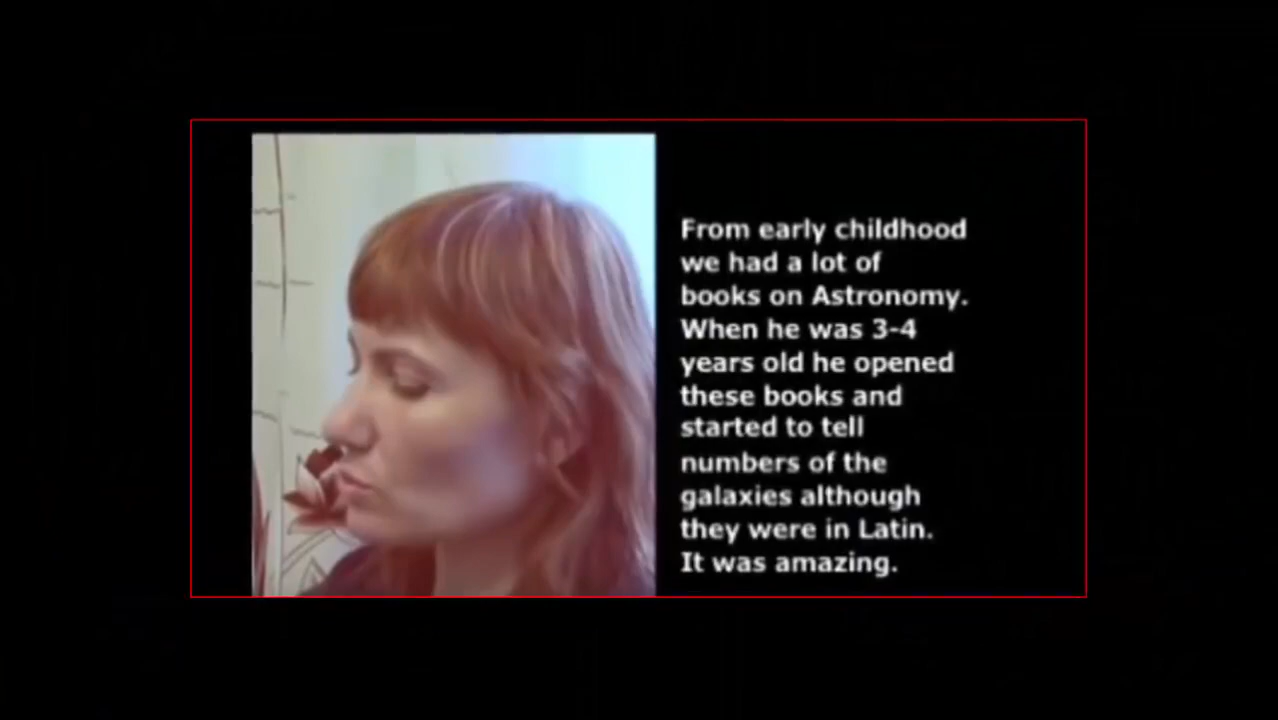 From early childhood
we had a lot of
books on Astronomy.
When he was 3-4
years old he opened
these books and
started to tell
numbers of the
galaxies although
they were in Latin.
It was amazing.